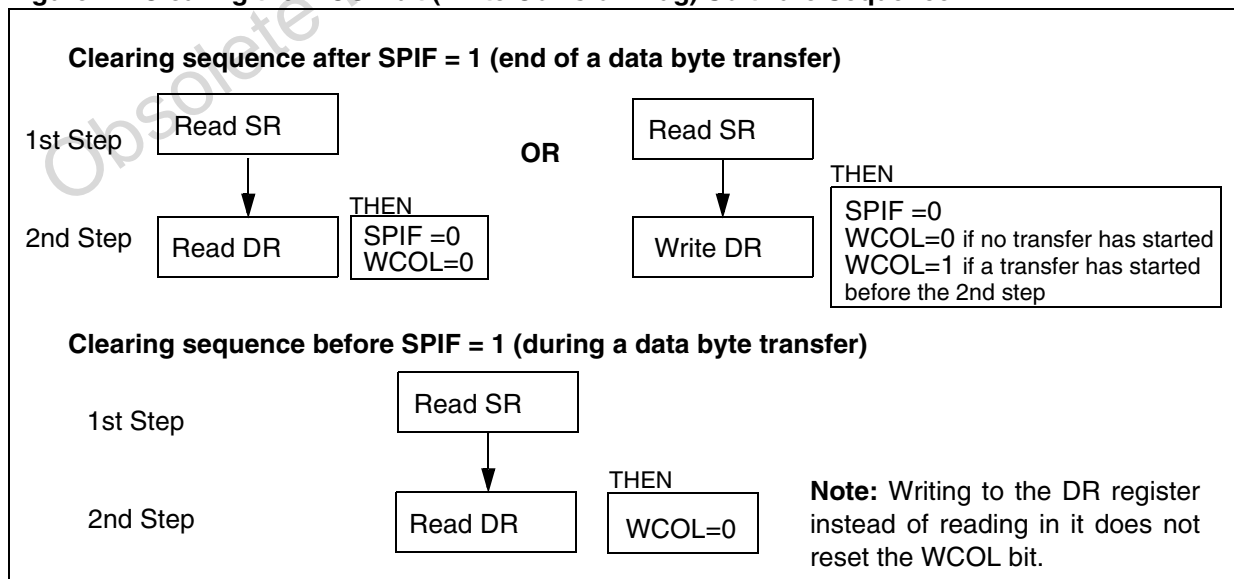 Clearing sequence after SPIF = 1 (end of a data byte transfer)
1st Step
Read SR
OR
Read SR
THEN
2nd Step
Read DR
THEN
SPIF =0
WCOL=0
Write DR
SPIF =0
WCOL=0 if no transfer has started
WCOL=1 if a transfer has started
before the 2nd step
Clearing sequence before SPIF = 1 (during a data byte transfer)
1st Step
Read SR
2nd Step
Read DR
THEN
WCOL=0
Note: Writing to the DR register
instead of reading in it does not
reset the WCOL bit.
Obsolete